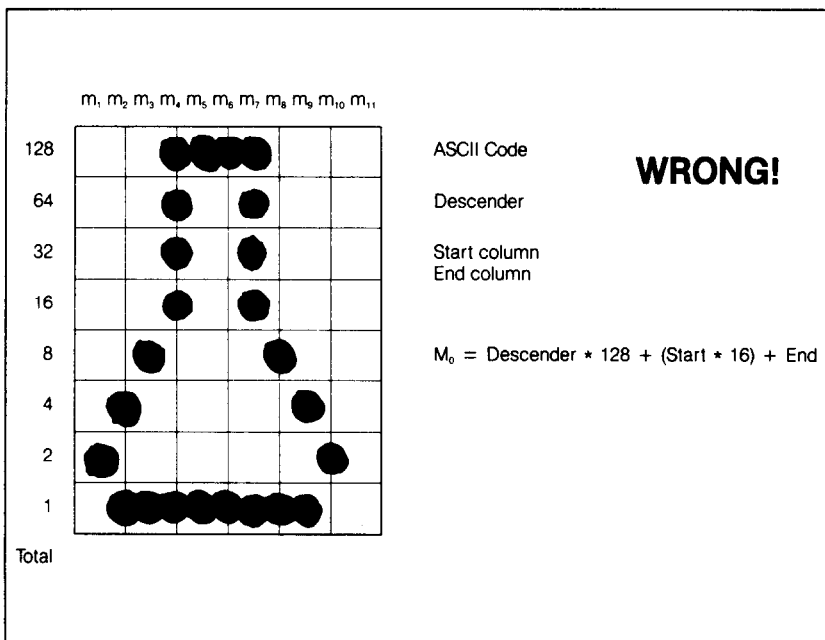 m₁ m₂ m₃ m₄ m₅ m₆ m₇ m₈ m₉ m₁₀ m₁₁
128
ASCII Code
WRONG!
64
Descender
32
Start column
End column
16
8
M₀ = Descender * 128 + (Start * 16) + End
4
2
1
Total